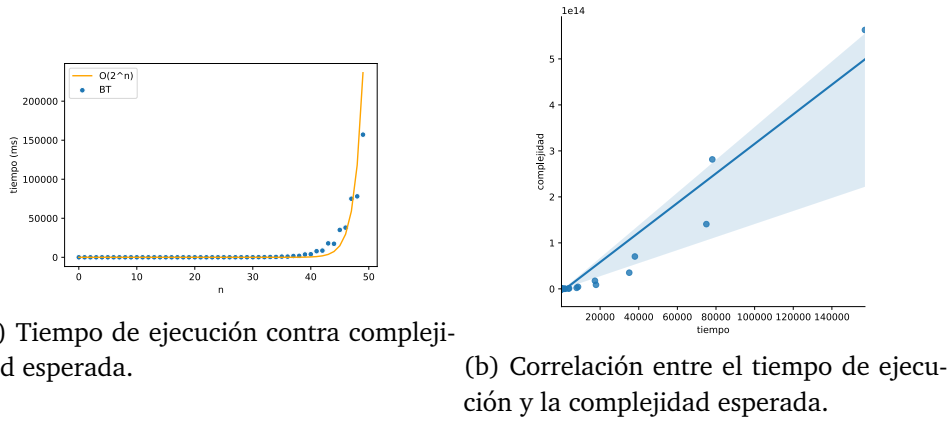 O(2^n)
BT
200000
150000
100000
50000
0
tiempo (ms)
0 10 20 30 40 50
n
) Tiempo de ejecución contra compleji-
d esperada.
1e14
5
4
3
2
1
0
complejidad
20000 40000 60000 80000 100000 120000 140000
tiempo
(b) Correlación entre el tiempo de ejecu-
ción y la complejidad esperada.